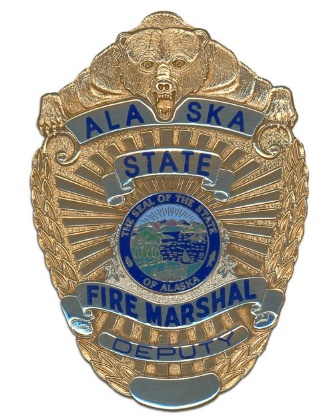 ALASKA
STATE
THE SEAL OF THE STATE
OF ALASKA
FIRE MARSHAL
DEPUTY